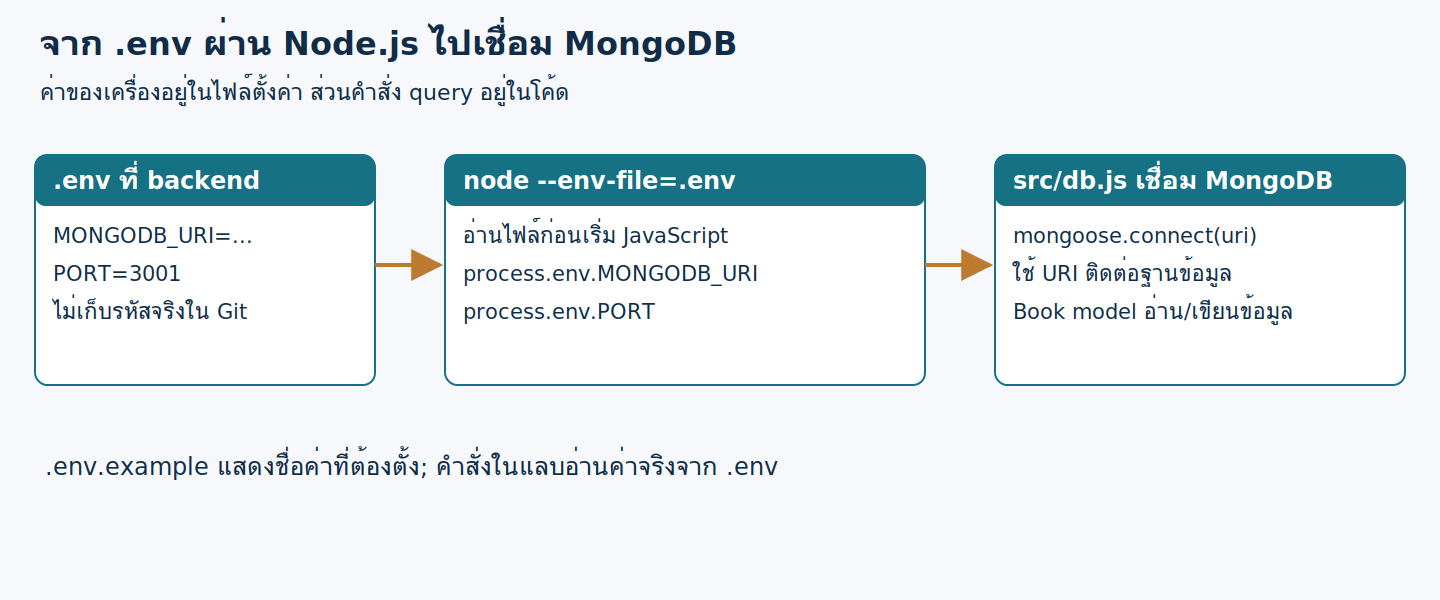 จาก .env ผ่าน Node.js ไปเชื่อม MongoDB
ค่าของเครื่องอยู่ในไฟล์ตั้งค่า ส่วนคำสั่ง query อยู่ในโค้ด
.env ที่ backend
MONGODB_URI=...
PORT=3001
ไม่เก็บรหัสจริงใน Git
node --env-file=.env
อ่านไฟล์ก่อนเริ่ม JavaScript
process.env.MONGODB_URI
process.env.PORT
src/db.js เชื่อม MongoDB
mongoose.connect(uri)
ใช้ URI ติดต่อฐานข้อมูล
Book model อ่าน/เขียนข้อมูล
.env.example แสดงชื่อค่าที่ต้องตั้ง; คำสั่งในแลบอ่านค่าจริงจาก .env